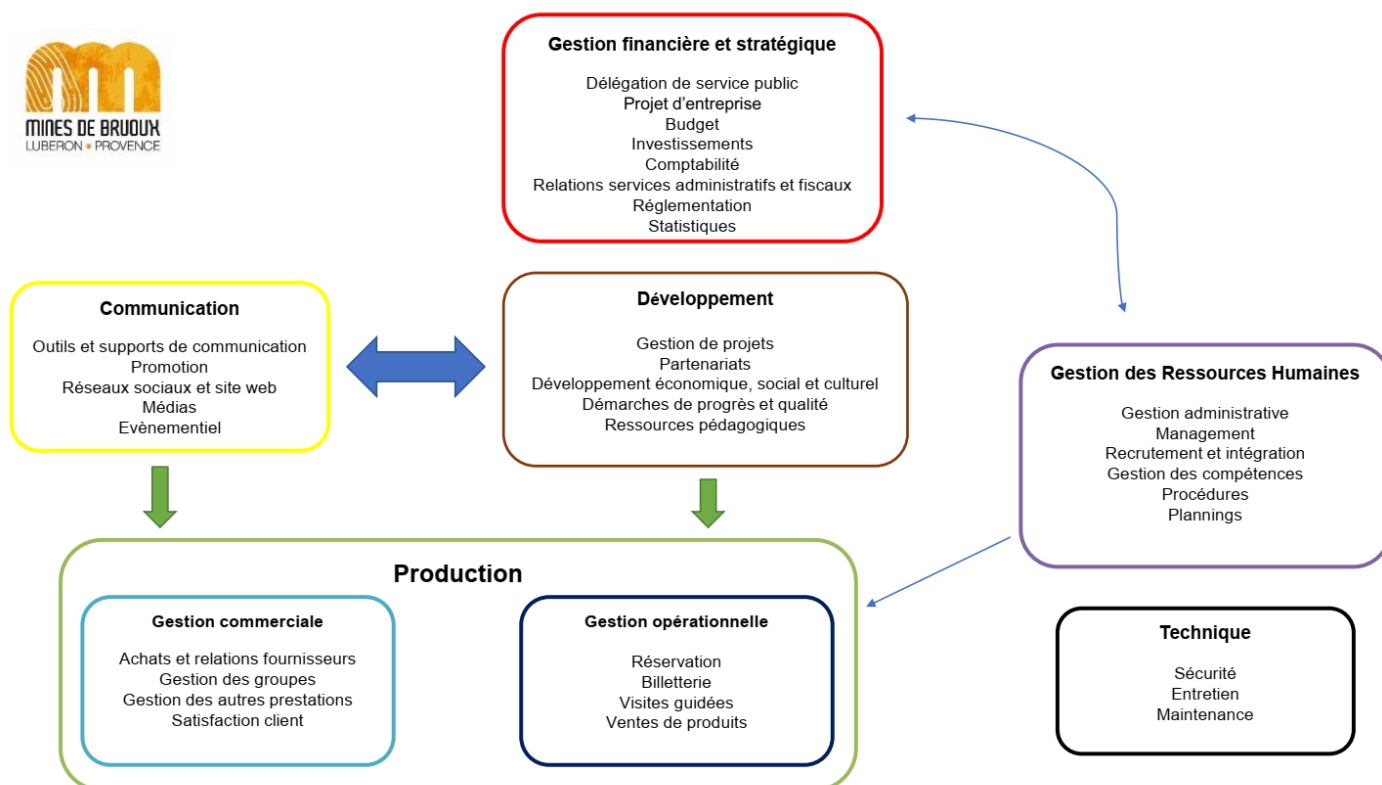 MINES DE BRUOUX
LUBERON * PROVENCE
Gestion financière et stratégique
Délégation de service public
Projet d'entreprise
Budget
Investissements
Comptabilité
Relations services administratifs et fiscaux
Réglementation
Statistiques
Communication
Outils et supports de communication
Promotion
Réseaux sociaux et site web
Médias
Evènementiel
Développement
Gestion de projets
Partenariats
Développement économique, social et culturel
Démarches de progrès et qualité
Ressources pédagogiques
Gestion des Ressources Humaines
Gestion administrative
Management
Recrutement et intégration
Gestion des compétences
Procédures
Plannings
Production
Gestion commerciale
Achats et relations fournisseurs
Gestion des groupes
Gestion des autres prestations
Satisfaction client
Gestion opérationnelle
Réservation
Billetterie
Visites guidées
Ventes de produits
Technique
Sécurité
Entretien
Maintenance